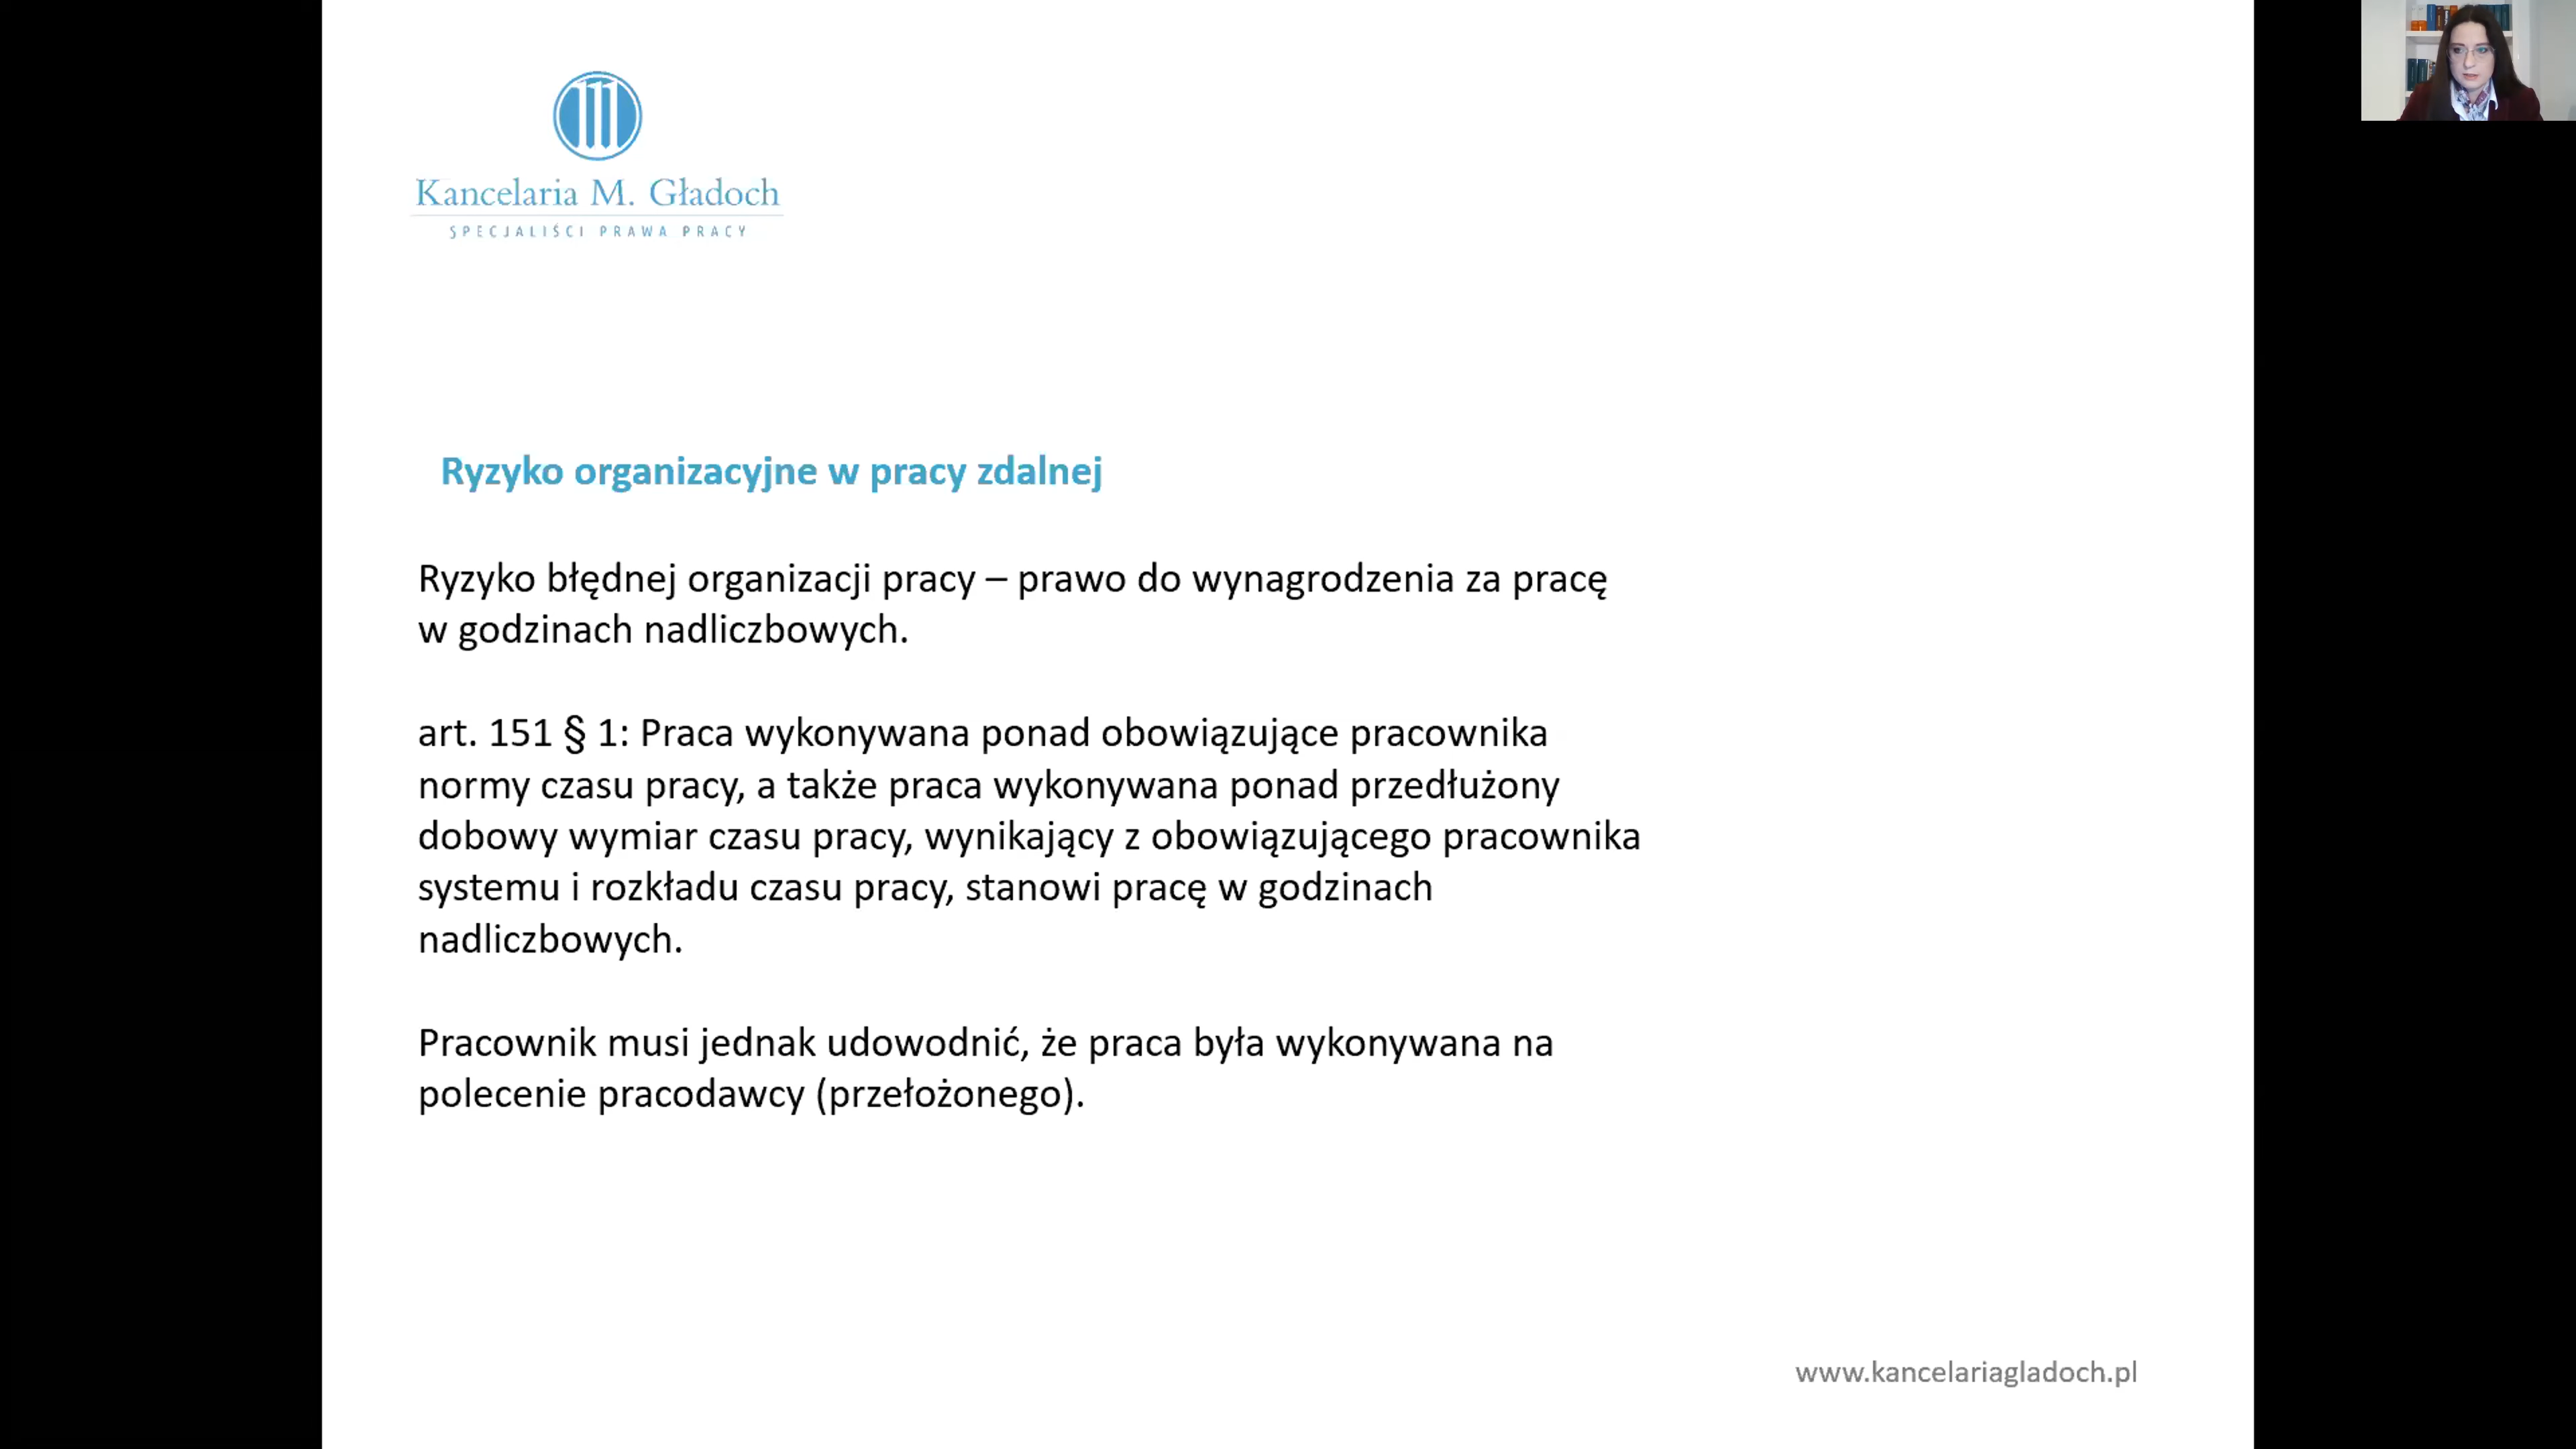 Kancelaria M. Gładoch
SPECJALIŚCI PRAWA PRACY
Ryzyko organizacyjne w pracy zdalnej
Ryzyko błędnej organizacji pracy – prawo do wynagrodzenia za pracę
w godzinach nadliczbowych.
art. 151 § 1: Praca wykonywana ponad obowiązujące pracownika
normy czasu pracy, a także praca wykonywana ponad przedłużony
dobowy wymiar czasu pracy, wynikający z obowiązującego pracownika
systemu i rozkładu czasu pracy, stanowi pracę w godzinach
nadliczbowych.
Pracownik musi jednak udowodnić, że praca była wykonywana na
polecenie pracodawcy (przełożonego).
www.kancelariagladoch.pl